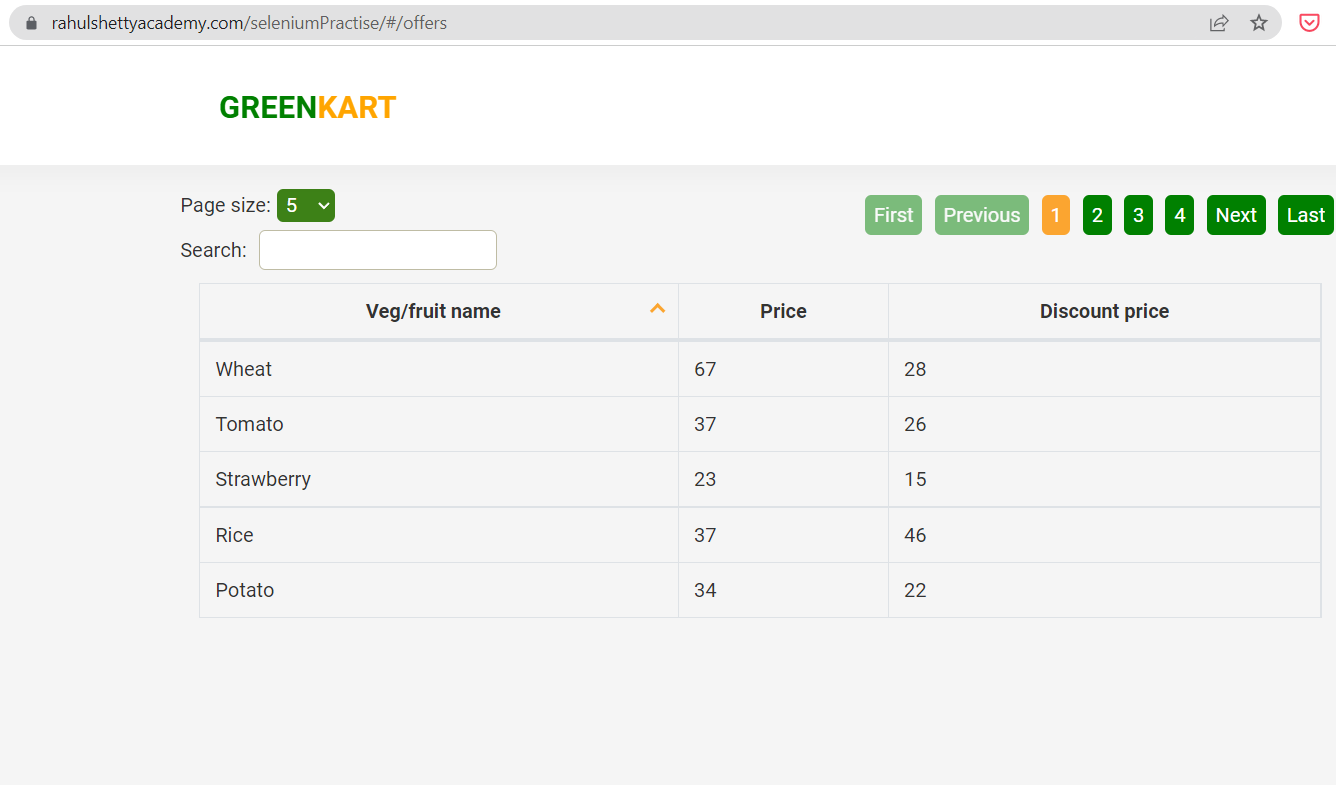 rahulshettyacademy.com/seleniumPractise/#/offers
GREENKART
Page size: 5
First Previous 1 2 3 4 Next Last
Search:
Veg/fruit name Price Discount price
Wheat 67 28
Tomato 37 26
Strawberry 23 15
Rice 37 46
Potato 34 22